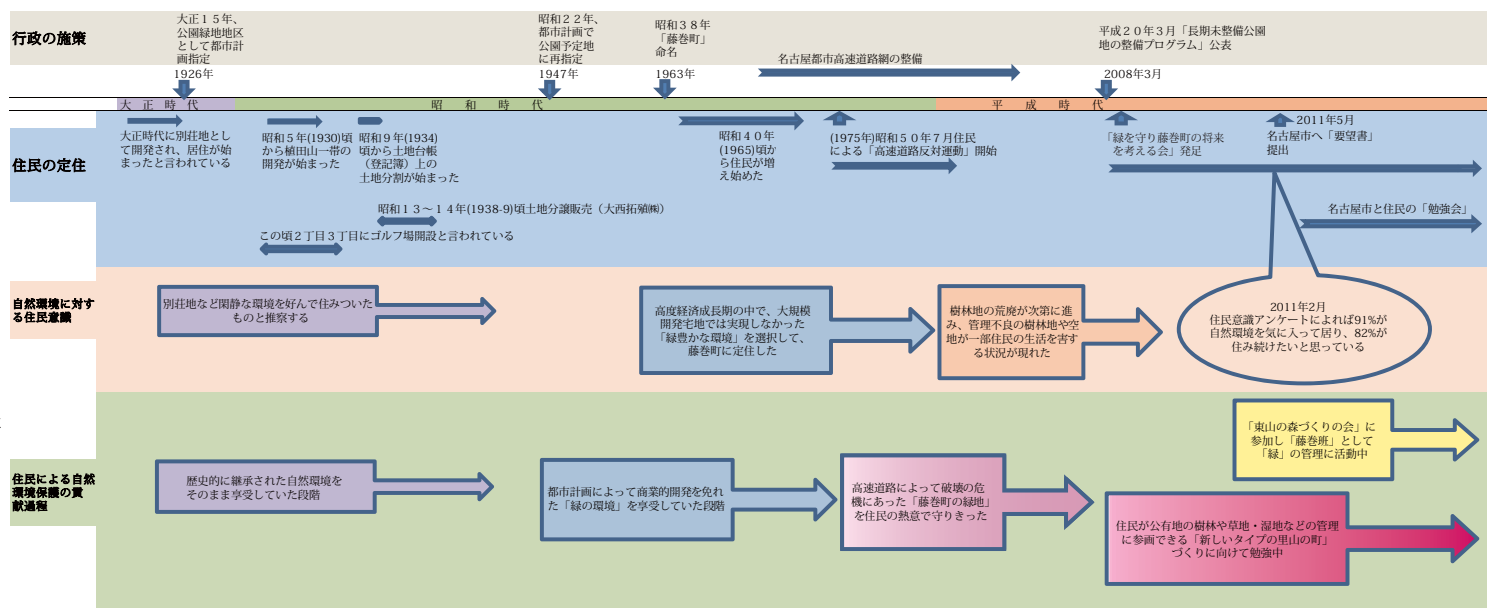 行政の施策
大正１５年、
公園緑地地区
として都市計
画指定
1926年
昭和２２年、
都市計画で
公園予定地
に再指定
1947年
昭和３８年
「藤巻町」
命名
1963年
名古屋都市高速道路網の整備
平成２０年３月「長期未整備公園
地の整備プログラム」公表
2008年3月
大正時代
昭和時代
平成時代
住民の定住
大正時代に別荘地とし
て開発され、居住が始
まったと言われている
昭和５年(1930)頃
から植田山一帯の
開発が始まった
昭和９年(1934)
頃から土地台帳
（登記簿）上の
土地分割が始まった
昭和４０年
(1965)頃か
ら住民が増
え始めた
(1975年)昭和５０年７月住民
による「高速道路反対運動」開始
「緑を守り藤巻町の将来
を考える会」発足
2011年5月
名古屋市へ「要望書」
提出
昭和１３～１４年(1938-9)頃土地分譲販売（大西拓殖㈱）
名古屋市と住民の「勉強会」
この頃２丁目３丁目にゴルフ場開設と言われている
自然環境に対す
る住民意識
別荘地など閑静な環境を好んで住みついた
ものと推察する
高度経済成長期の中で、大規模
開発宅地では実現しなかった
「緑豊かな環境」を選択して、
藤巻町に定住した
樹林地の荒廃が次第に進
み、管理不良の樹林地や空
地が一部住民の生活を害す
る状況が現れた
2011年2月
住民意識アンケートによれば91%が
自然環境を気に入って居り、82%が
住み続けたいと思っている
住民による自然
環境保護の貢
献過程
歴史的に継承された自然環境を
そのまま享受していた段階
都市計画によって商業的開発を免れ
た「緑の環境」を享受していた段階
高速道路によって破壊の危
機にあった「藤巻町の緑地」
を住民の熱意で守りきった
「東山の森づくりの会」に
参加し「藤巻班」として
「緑」の管理に活動中
住民が公有地の樹林や草地・湿地などの管理
に参画できる「新しいタイプの里山の町」
づくりに向けて勉強中